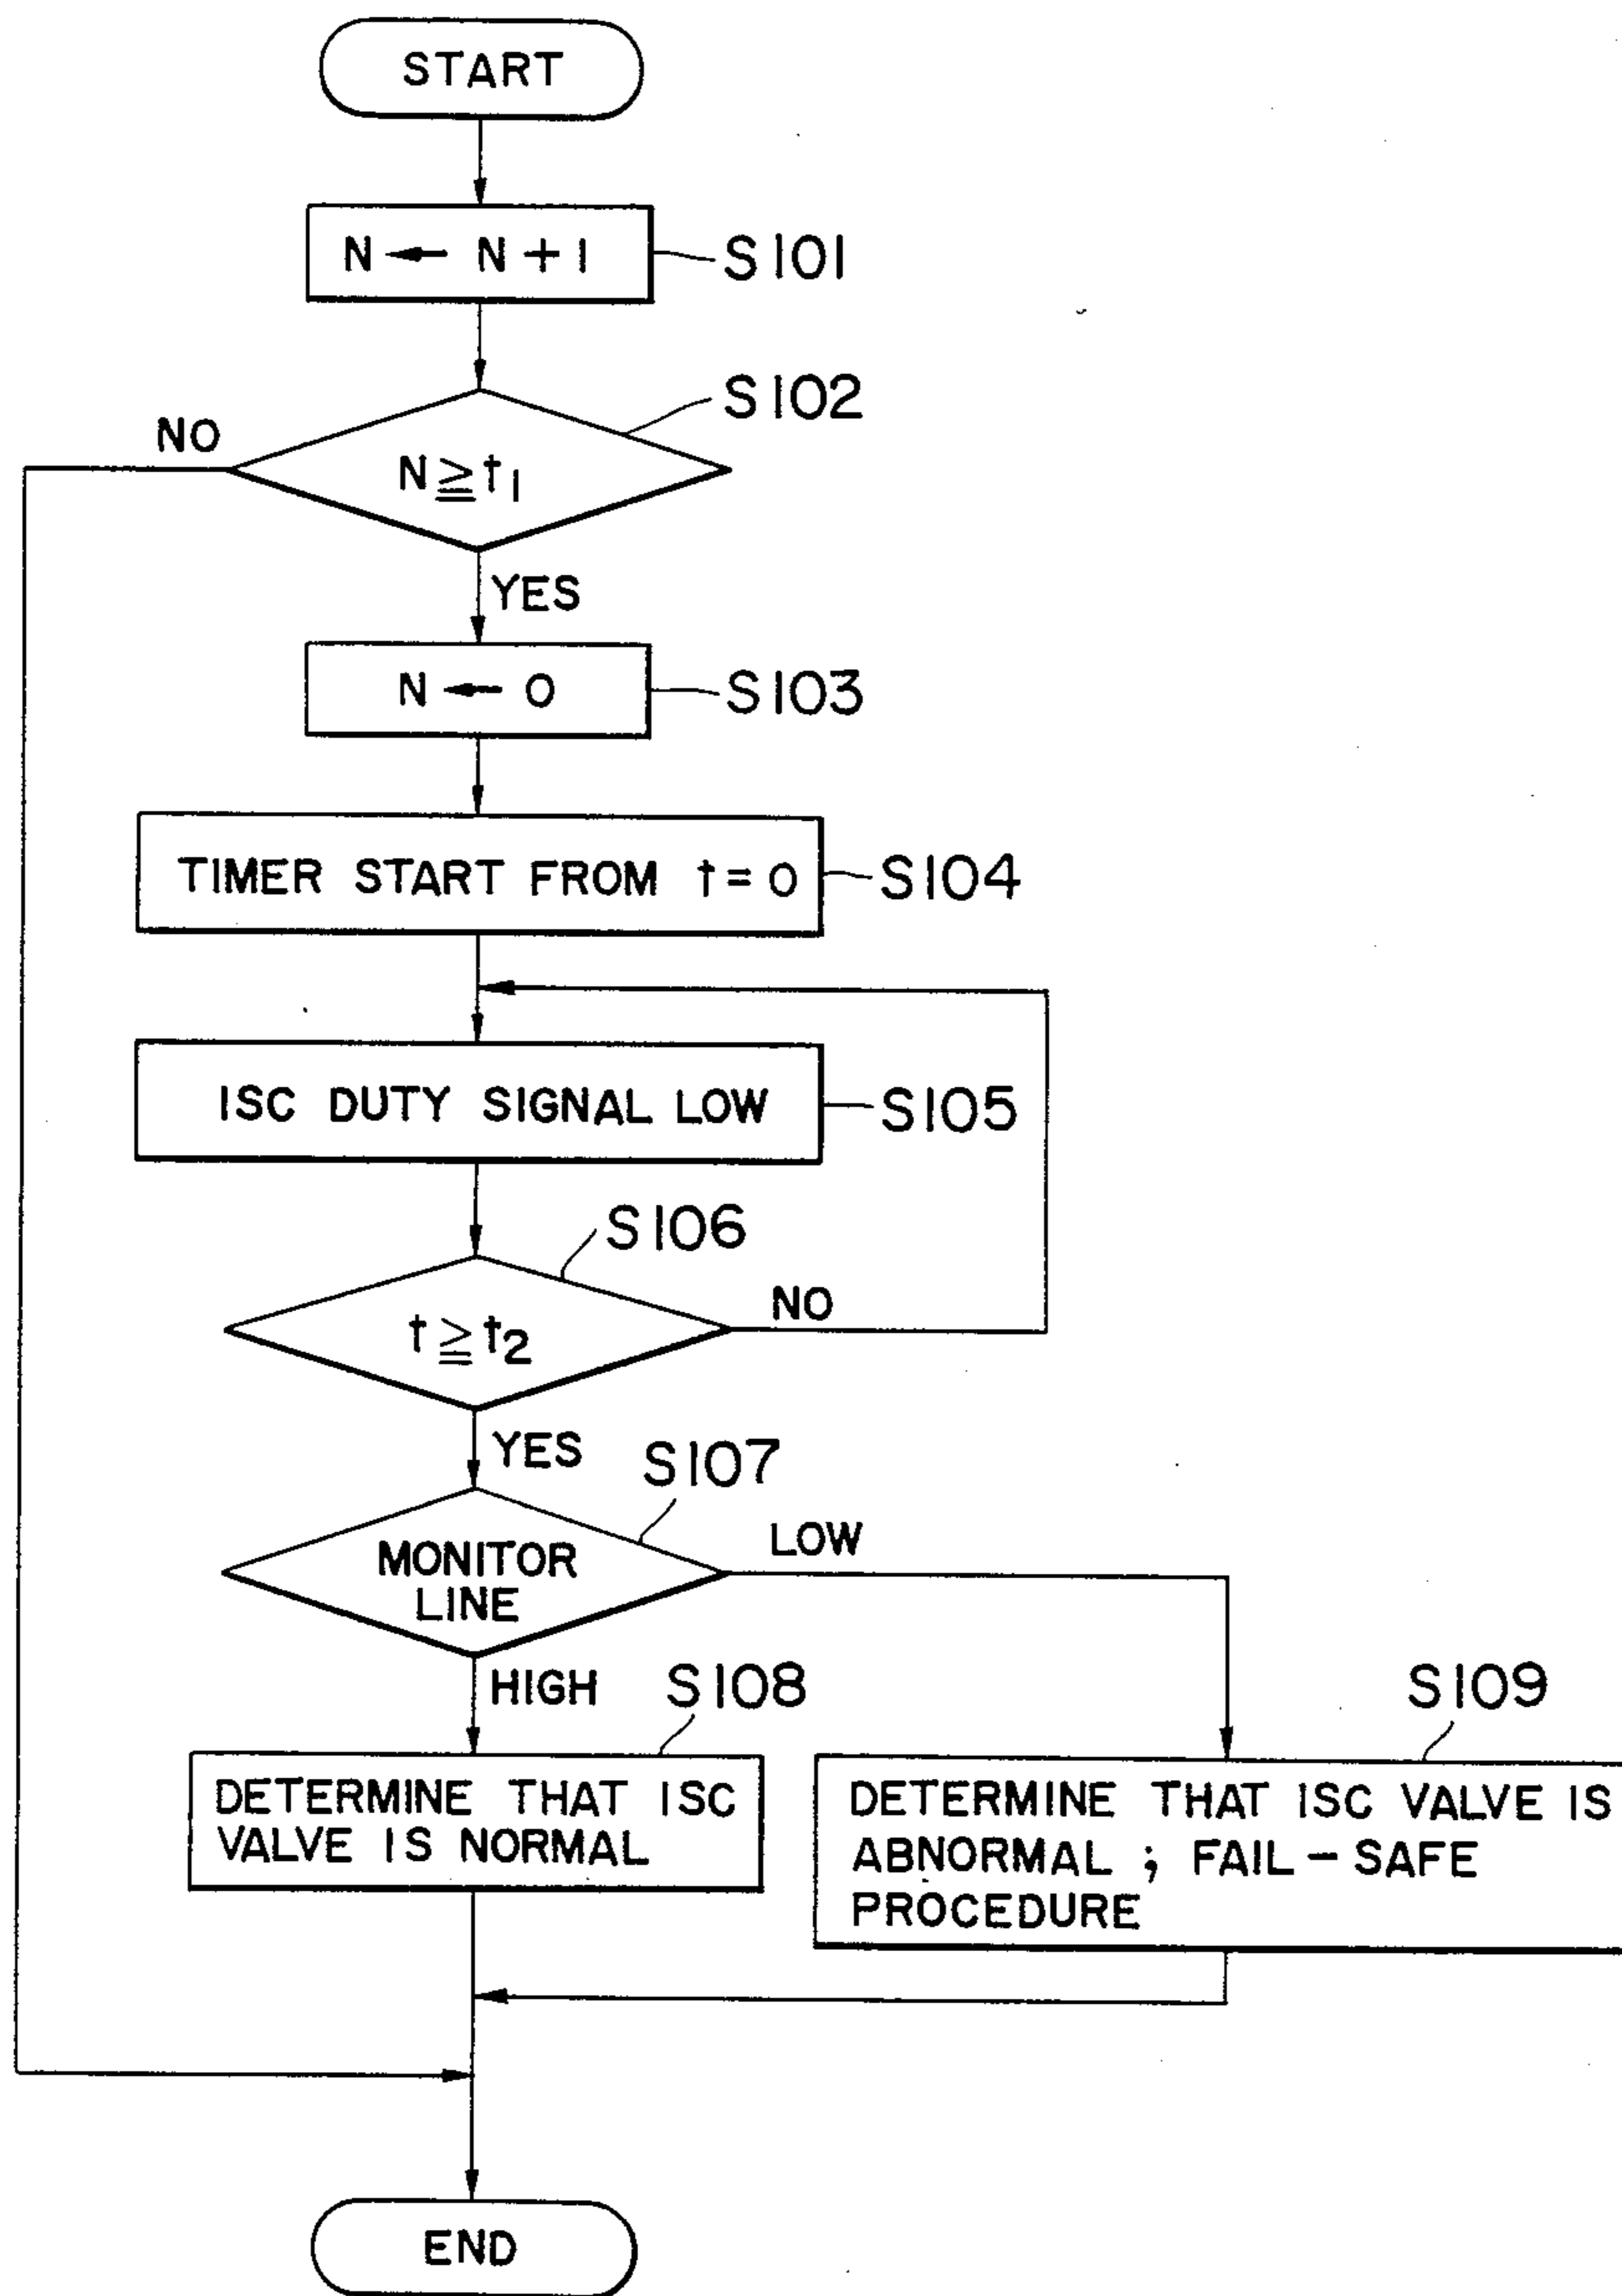 START
N ← N + 1
S101
S102
NO
N ≧ t₁
YES
N ← 0
S103
TIMER START FROM t = 0
S104
ISC DUTY SIGNAL LOW
S105
S106
t ≧ t₂
NO
YES
S107
MONITOR
LINE
LOW
HIGH
S108
S109
DETERMINE THAT ISC
VALVE IS NORMAL
DETERMINE THAT ISC VALVE IS
ABNORMAL ; FAIL – SAFE
PROCEDURE
END